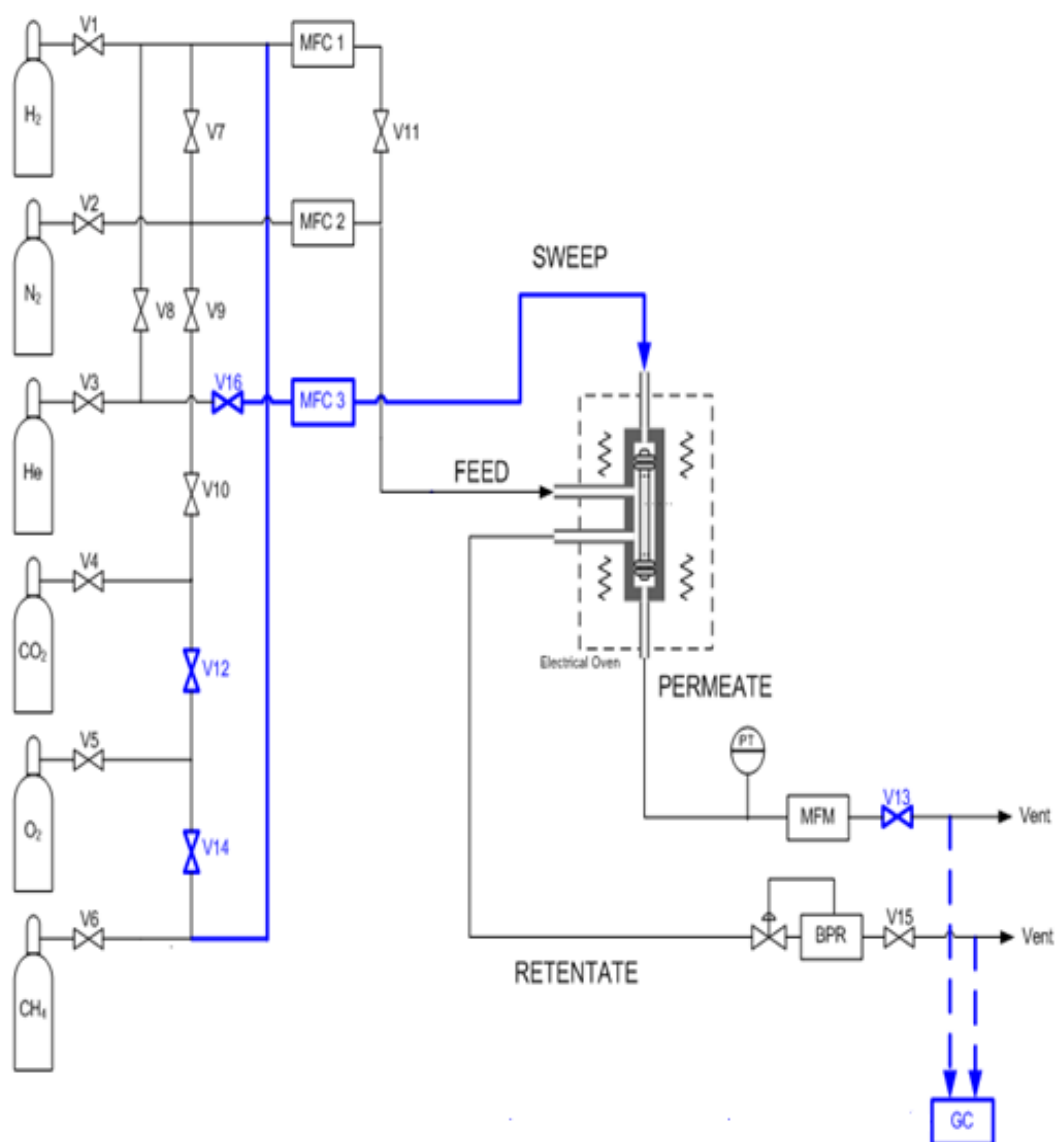 V1
MFC 1
H₂
V7
V11
V2
MFC 2
N₂
SWEEP
V8
V9
V3
V16
MFC 3
He
FEED
V10
V4
CO₂
V12
Electrical Oven
PERMEATE
V5
PT
O₂
V14
MFM
V13
Vent
V6
BPR
V15
Vent
RETENTATE
CH₄
GC